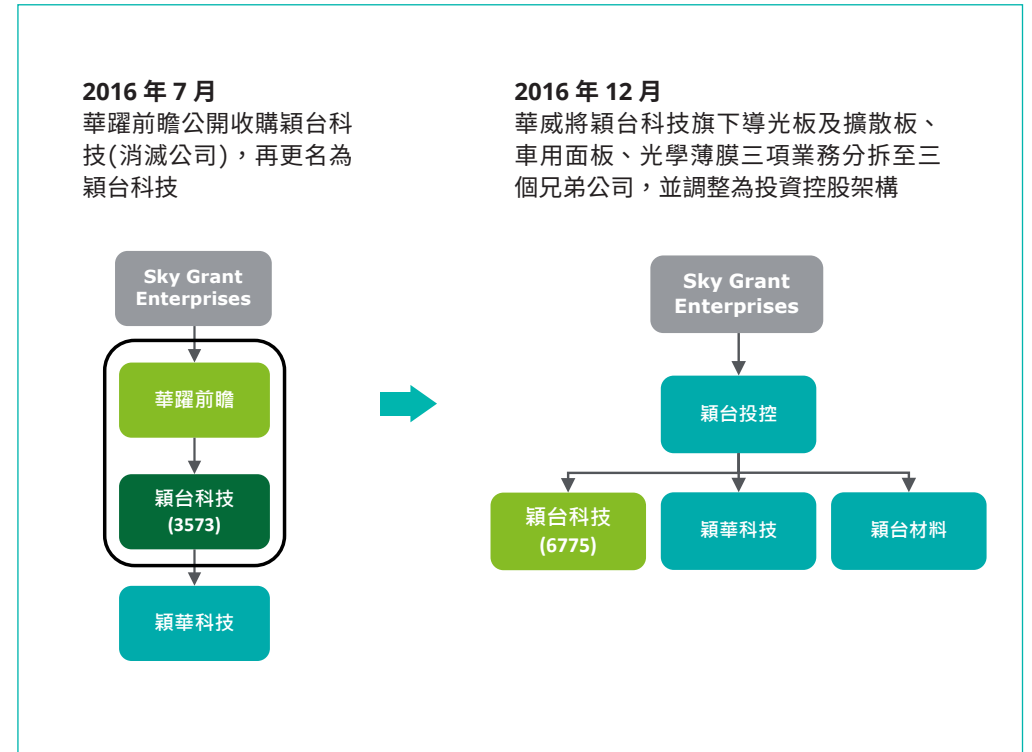 2016 年 7 月
華躍前瞻公開收購穎台科
技(消滅公司)，再更名為
穎台科技
2016 年 12 月
華威將穎台科技旗下導光板及擴散板、
車用面板、光學薄膜三項業務分拆至三
個兄弟公司，並調整為投資控股架構
Sky Grant
Enterprises
華躍前瞻
穎台科技
(3573)
穎華科技
Sky Grant
Enterprises
穎台投控
穎台科技
(6775)
穎華科技
穎台材料